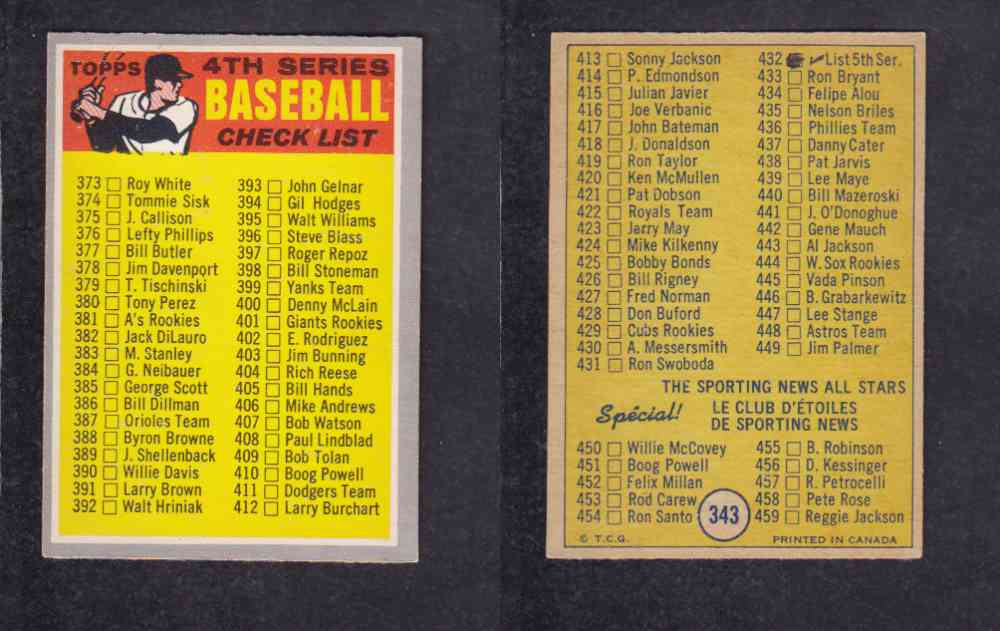 TOPPS 4TH SERIES
BASEBALL
CHECK LIST
373 Roy White
374 Tommie Sisk
375 J. Callison
376 Lefty Phillips
377 Bill Butler
378 Jim Davenport
379 T. Tischinski
380 Tony Perez
381 A's Rookies
382 Jack DiLauro
383 M. Stanley
384 G. Neibauer
385 George Scott
386 Bill Dillman
387 Orioles Team
388 Byron Browne
389 J. Shellenback
390 Willie Davis
391 Larry Brown
392 Walt Hriniak
393 John Gelnar
394 Gil Hodges
395 Walt Williams
396 Steve Blass
397 Roger Repoz
398 Bill Stoneman
399 Yanks Team
400 Denny McLain
401 Giants Rookies
402 E. Rodriguez
403 Jim Bunning
404 Rich Reese
405 Bill Hands
406 Mike Andrews
407 Bob Watson
408 Paul Lindblad
409 Bob Tolan
410 Boog Powell
411 Dodgers Team
412 Larry Burchart
413 Sonny Jackson
414 P. Edmondson
415 Julian Javier
416 Joe Verbanic
417 John Bateman
418 J. Donaldson
419 Ron Taylor
420 Ken McMullen
421 Pat Dobson
422 Royals Team
423 Jerry May
424 Mike Kilkenny
425 Bobby Bonds
426 Bill Rigney
427 Fred Norman
428 Don Buford
429 Cubs Rookies
430 A. Messersmith
431 Ron Swoboda
432 List 5th Ser.
433 Ron Bryant
434 Felipe Alou
435 Nelson Briles
436 Phillies Team
437 Danny Cater
438 Pat Jarvis
439 Lee Maye
440 Bill Mazeroski
441 J. O'Donoghue
442 Gene Mauch
443 Al Jackson
444 W. Sox Rookies
445 Vada Pinson
446 B. Grabarkewitz
447 Lee Stange
448 Astros Team
449 Jim Palmer
THE SPORTING NEWS ALL STARS
Spécial! LE CLUB D'ÉTOILES
DE SPORTING NEWS
450 Willie McCovey
451 Boog Powell
452 Felix Millan
453 Rod Carew
454 Ron Santo
455 B. Robinson
456 D. Kessinger
457 R. Petrocelli
458 Pete Rose
459 Reggie Jackson
343
© T.C.G. PRINTED IN CANADA